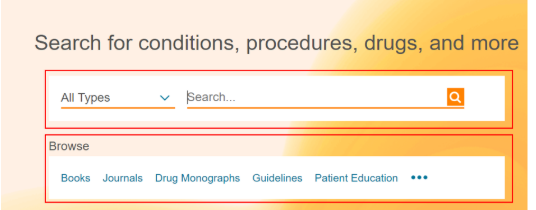 Search for conditions, procedures, drugs, and more
All Types Search...
Browse
Books Journals Drug Monographs Guidelines Patient Education •••